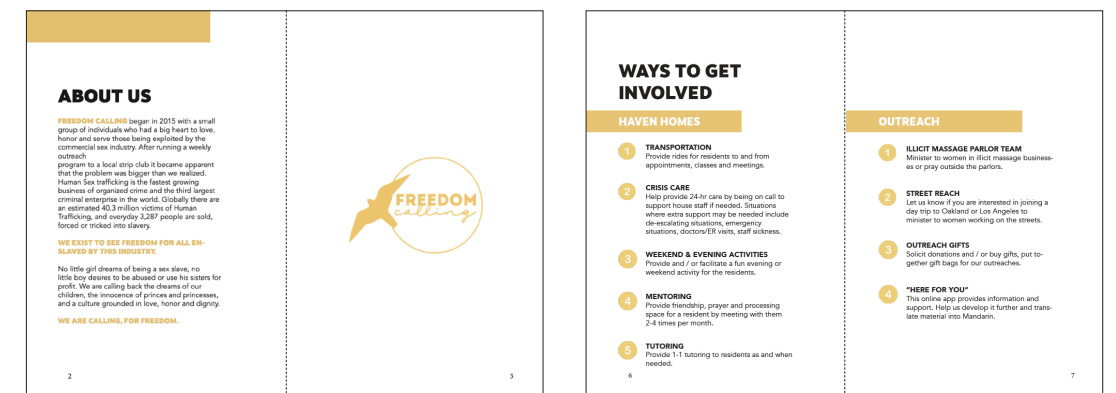 ABOUT US
FREEDOM CALLING began in 2015 with a small
group of individuals who had a big heart to love,
honor and serve those being exploited by the
commercial sex industry. After running a weekly
outreach
program to a local strip club it became apparent
that the problem was bigger than we realized.
Human Sex trafficking is the fastest growing
business of organized crime and the third largest
criminal enterprise in the world. Globally there are
an estimated 40.3 million victims of Human
Trafficking, and everyday 3,287 people are sold,
forced or tricked into slavery.
WE EXIST TO SEE FREEDOM FOR ALL EN-
SLAVED BY THIS INDUSTRY.
No little girl dreams of being a sex slave, no
little boy desires to be abused or use his sisters for
profit. We are calling back the dreams of our
children, the innocence of princes and princesses,
and a culture grounded in love, honor and dignity.
WE ARE CALLING, FOR FREEDOM.
2
FREEDOM
calling
3
WAYS TO GET
INVOLVED
HAVEN HOMES
1
TRANSPORTATION
Provide rides for residents to and from
appointments, classes and meetings.
2
CRISIS CARE
Help provide 24-hr care by being on call to
support house staff if needed. Situations
where extra support may be needed include
de-escalating situations, emergency
situations, doctors/ER visits, staff sickness.
3
WEEKEND & EVENING ACTIVITIES
Provide and / or facilitate a fun evening or
weekend activity for the residents.
4
MENTORING
Provide friendship, prayer and processing
space for a resident by meeting with them
2-4 times per month.
5
TUTORING
Provide 1-1 tutoring to residents as and when
needed.
6
OUTREACH
1
ILLICIT MASSAGE PARLOR TEAM
Minister to women in illicit massage business-
es or pray outside the parlors.
2
STREET REACH
Let us know if you are interested in joining a
day trip to Oakland or Los Angeles to
minister to women working on the streets.
3
OUTREACH GIFTS
Solicit donations and / or buy gifts, put to-
gether gift bags for our outreaches.
4
"HERE FOR YOU"
This online app provides information and
support. Help us develop it further and trans-
late material into Mandarin.
7